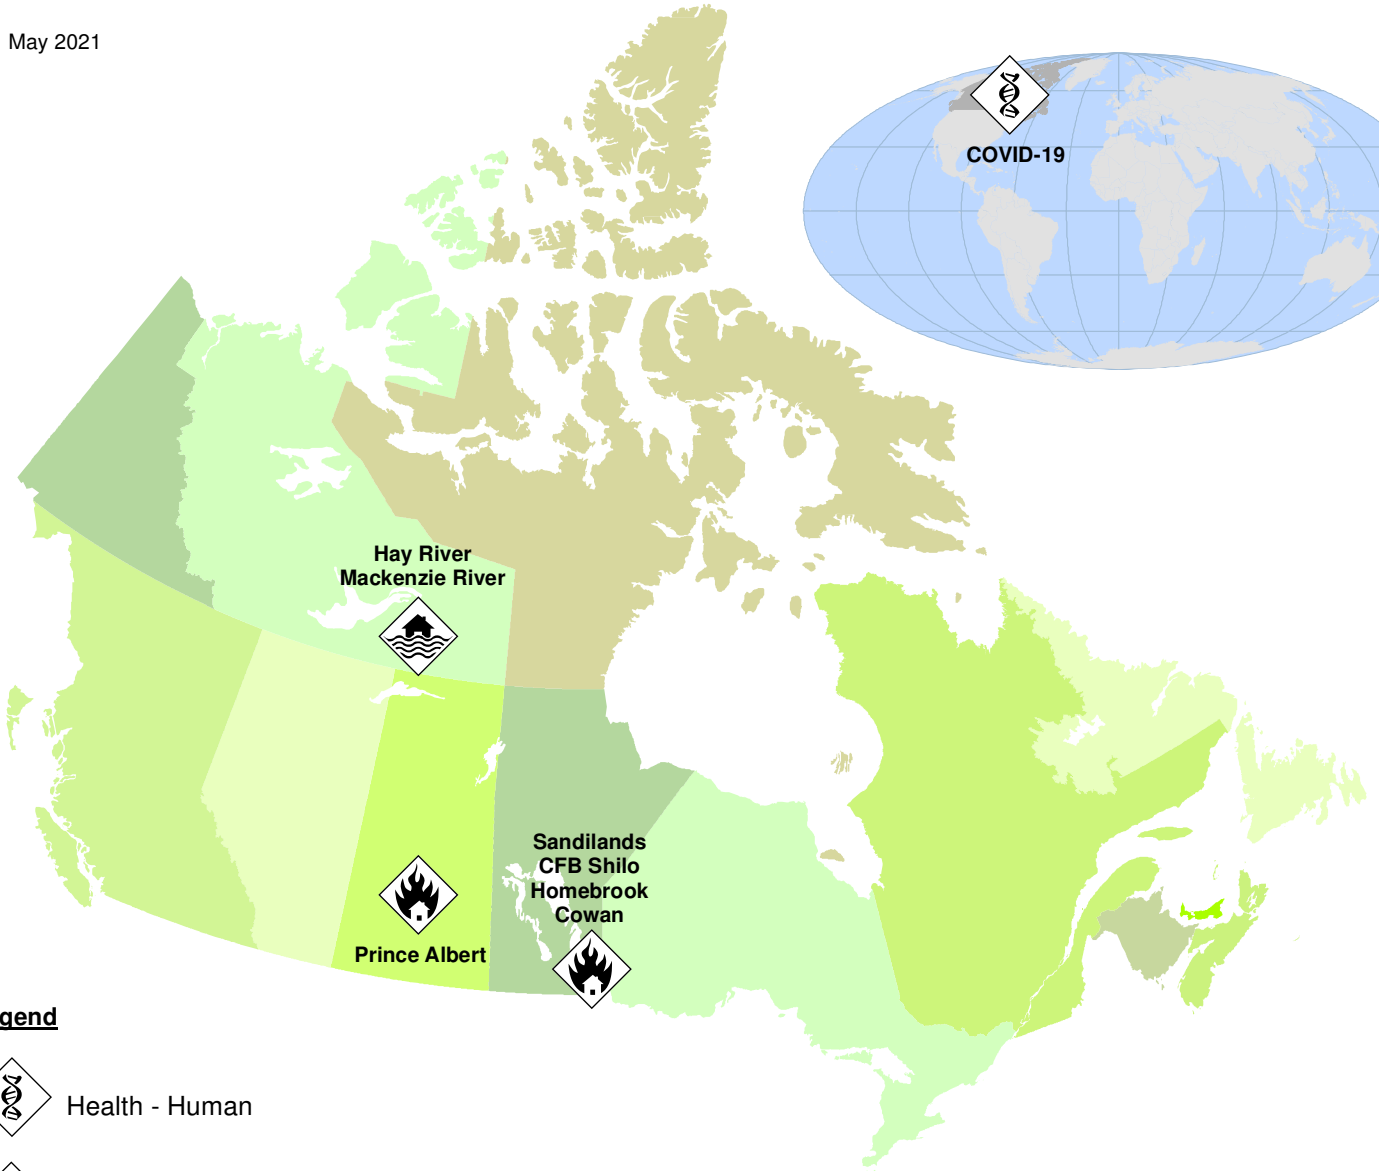 May 2021
COVID-19
Hay River
Mackenzie River
Sandilands
CFB Shilo
Homebrook
Cowan
Prince Albert
gend
Health - Human